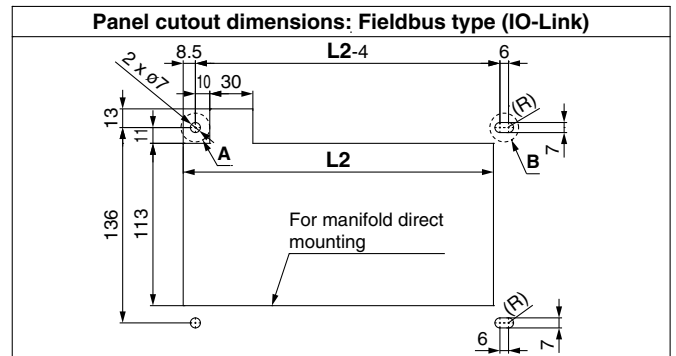 Panel cutout dimensions: Fieldbus type (IO-Link)
8.5
L2-4
6
2 x ø7
10
30
(R)
13
11
A
B
7
L2
136
113
For manifold direct
mounting
(R)
6
7